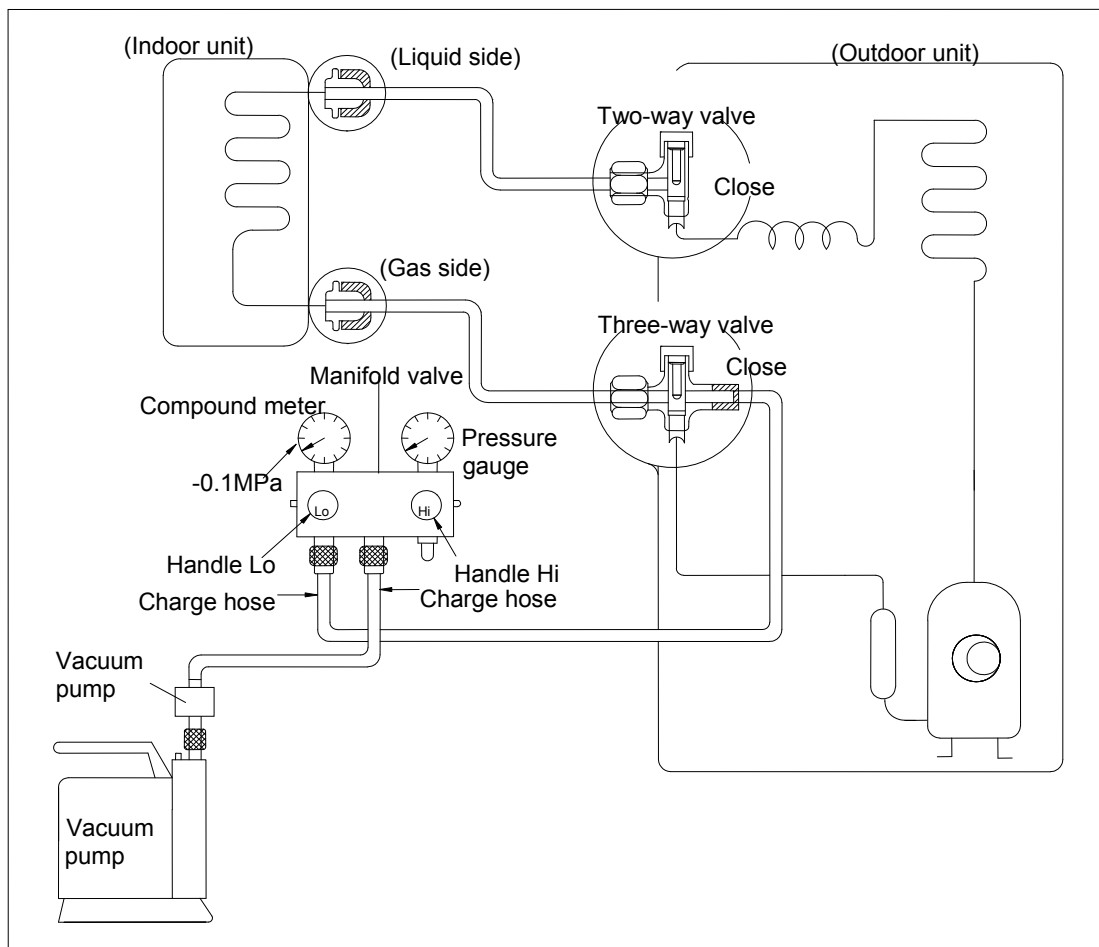 (Indoor unit)
(Liquid side)
(Outdoor unit)
Two-way valve
Close
(Gas side)
Three-way valve
Close
Manifold valve
Compound meter
Pressure
gauge
-0.1MPa
Lo
Hi
Handle Lo
Handle Hi
Charge hose
Charge hose
Vacuum
pump
Vacuum
pump